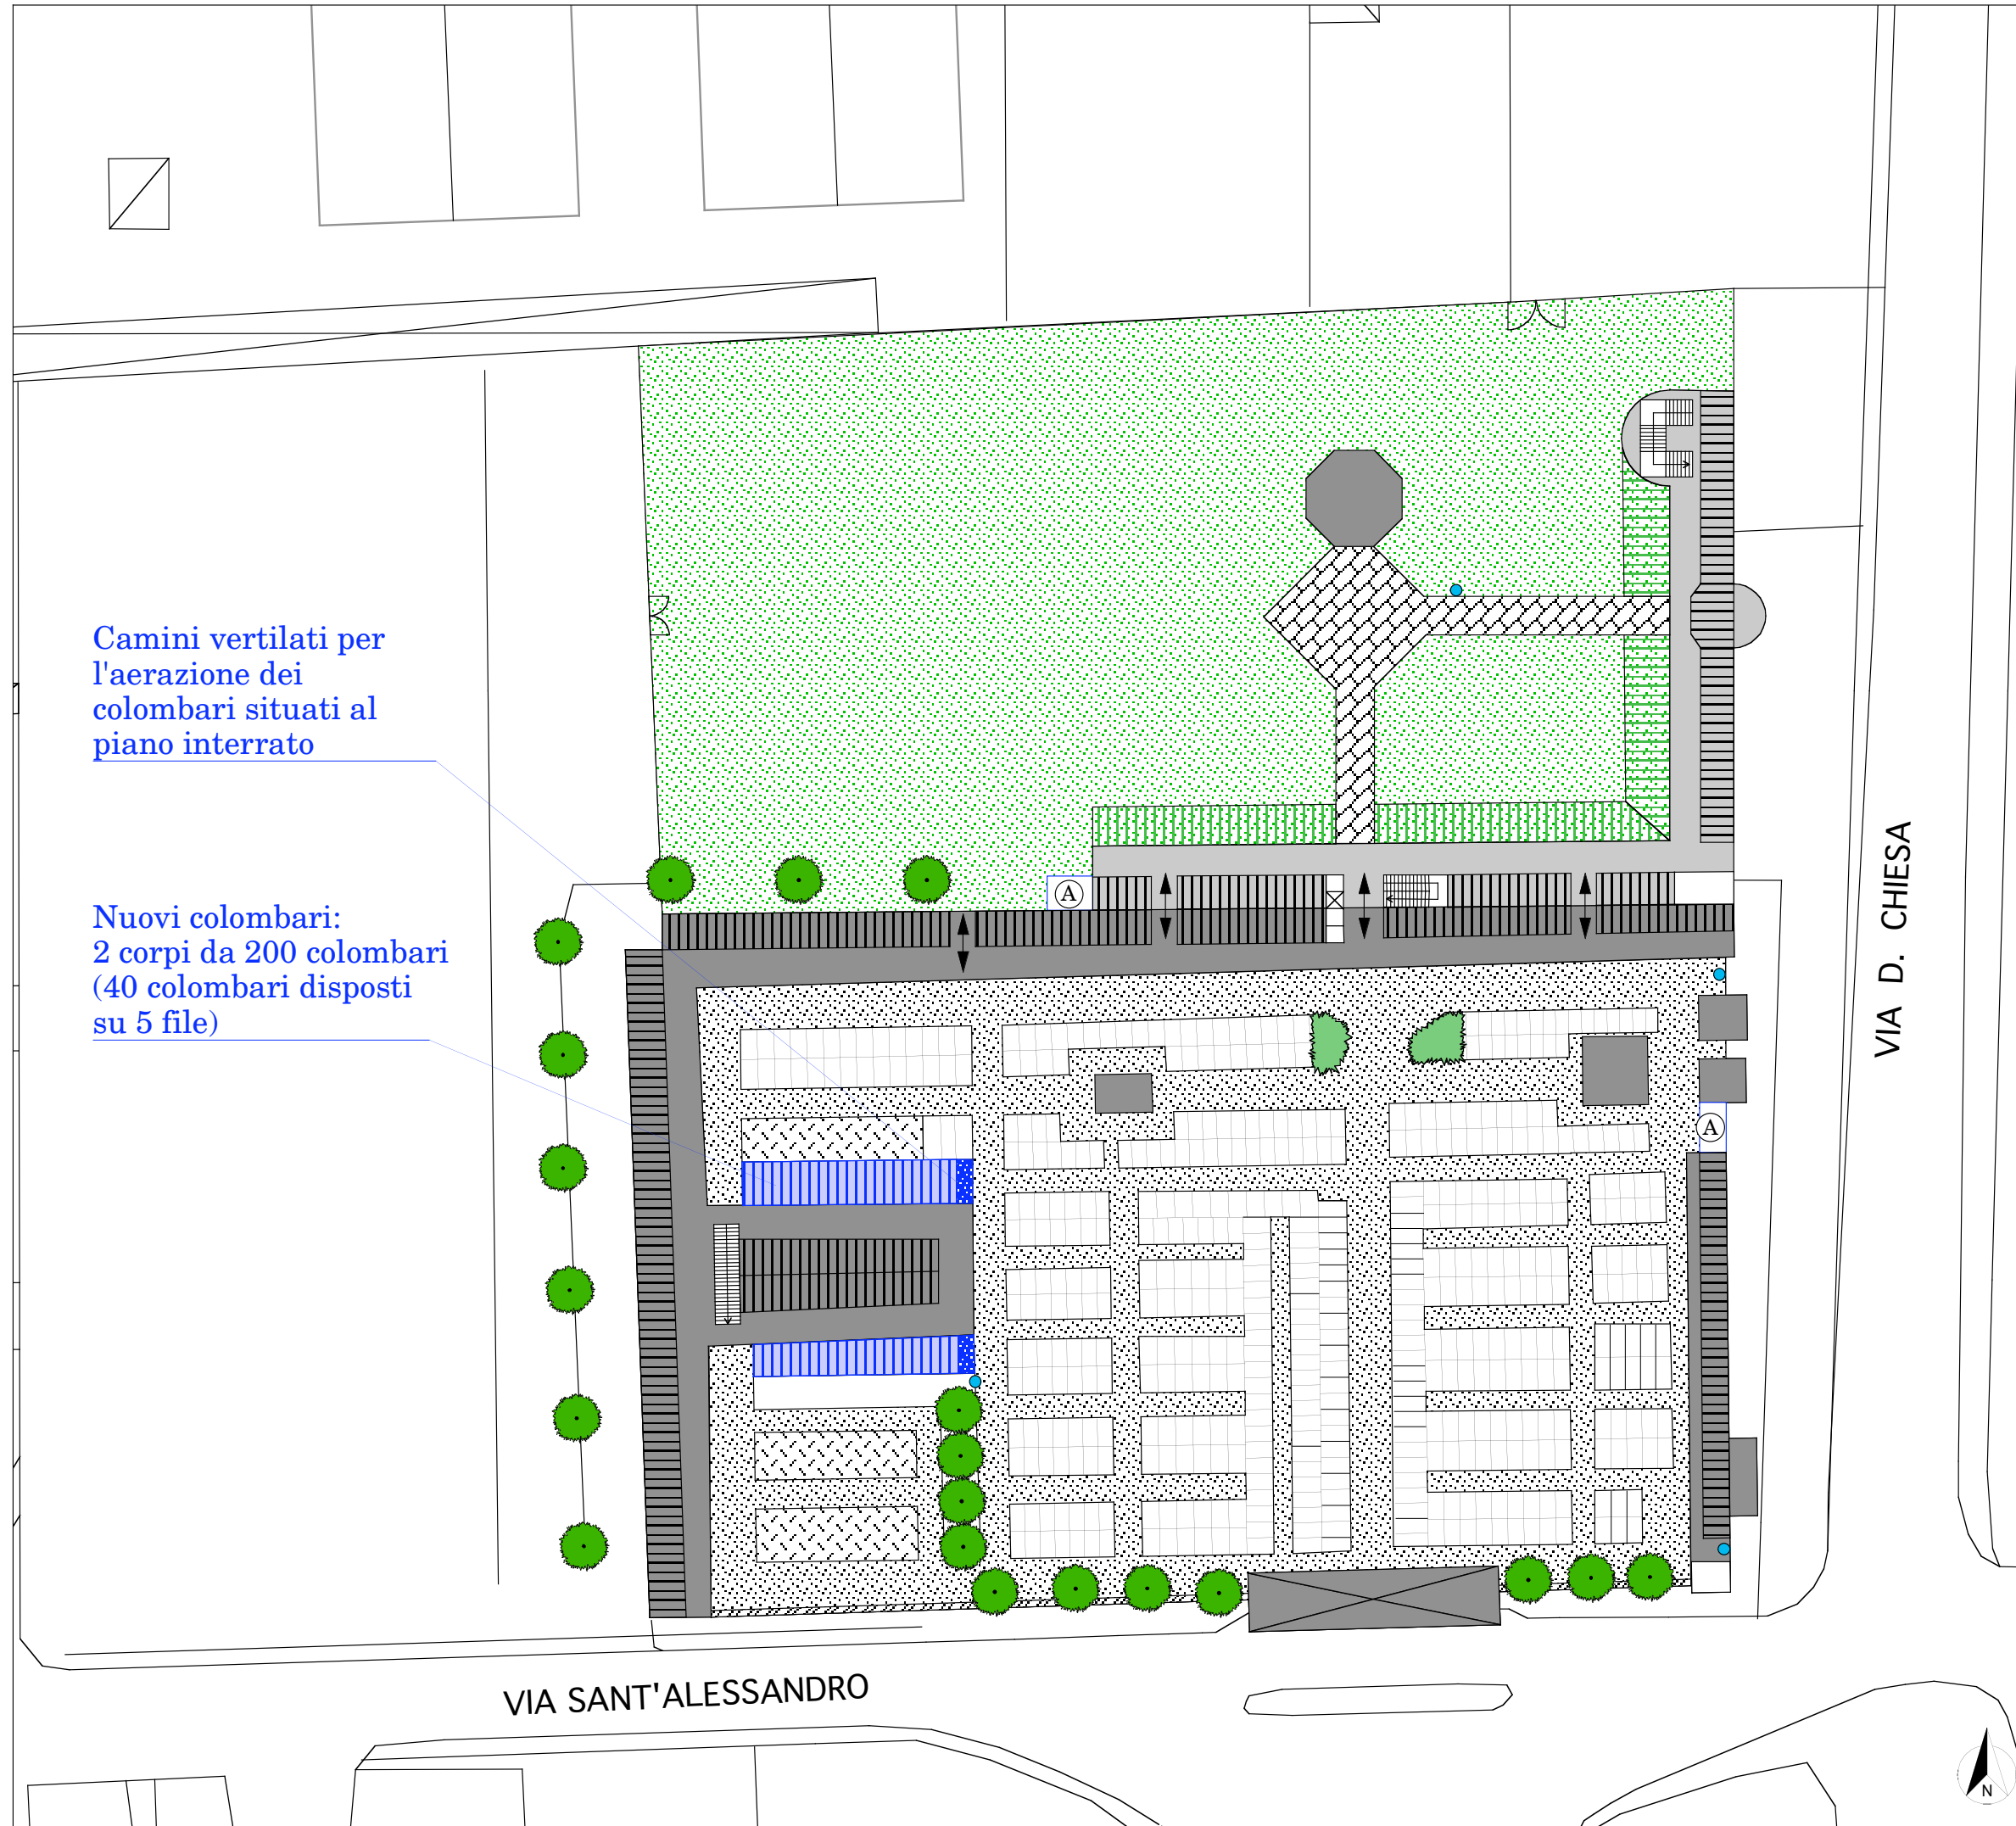 Camini vertilati per
l'aerazione dei
colombari situati al
piano interrato
Nuovi colombari:
2 corpi da 200 colombari
(40 colombari disposti
su 5 file)
A
A
VIA D. CHIESA
VIA SANT'ALESSANDRO
N